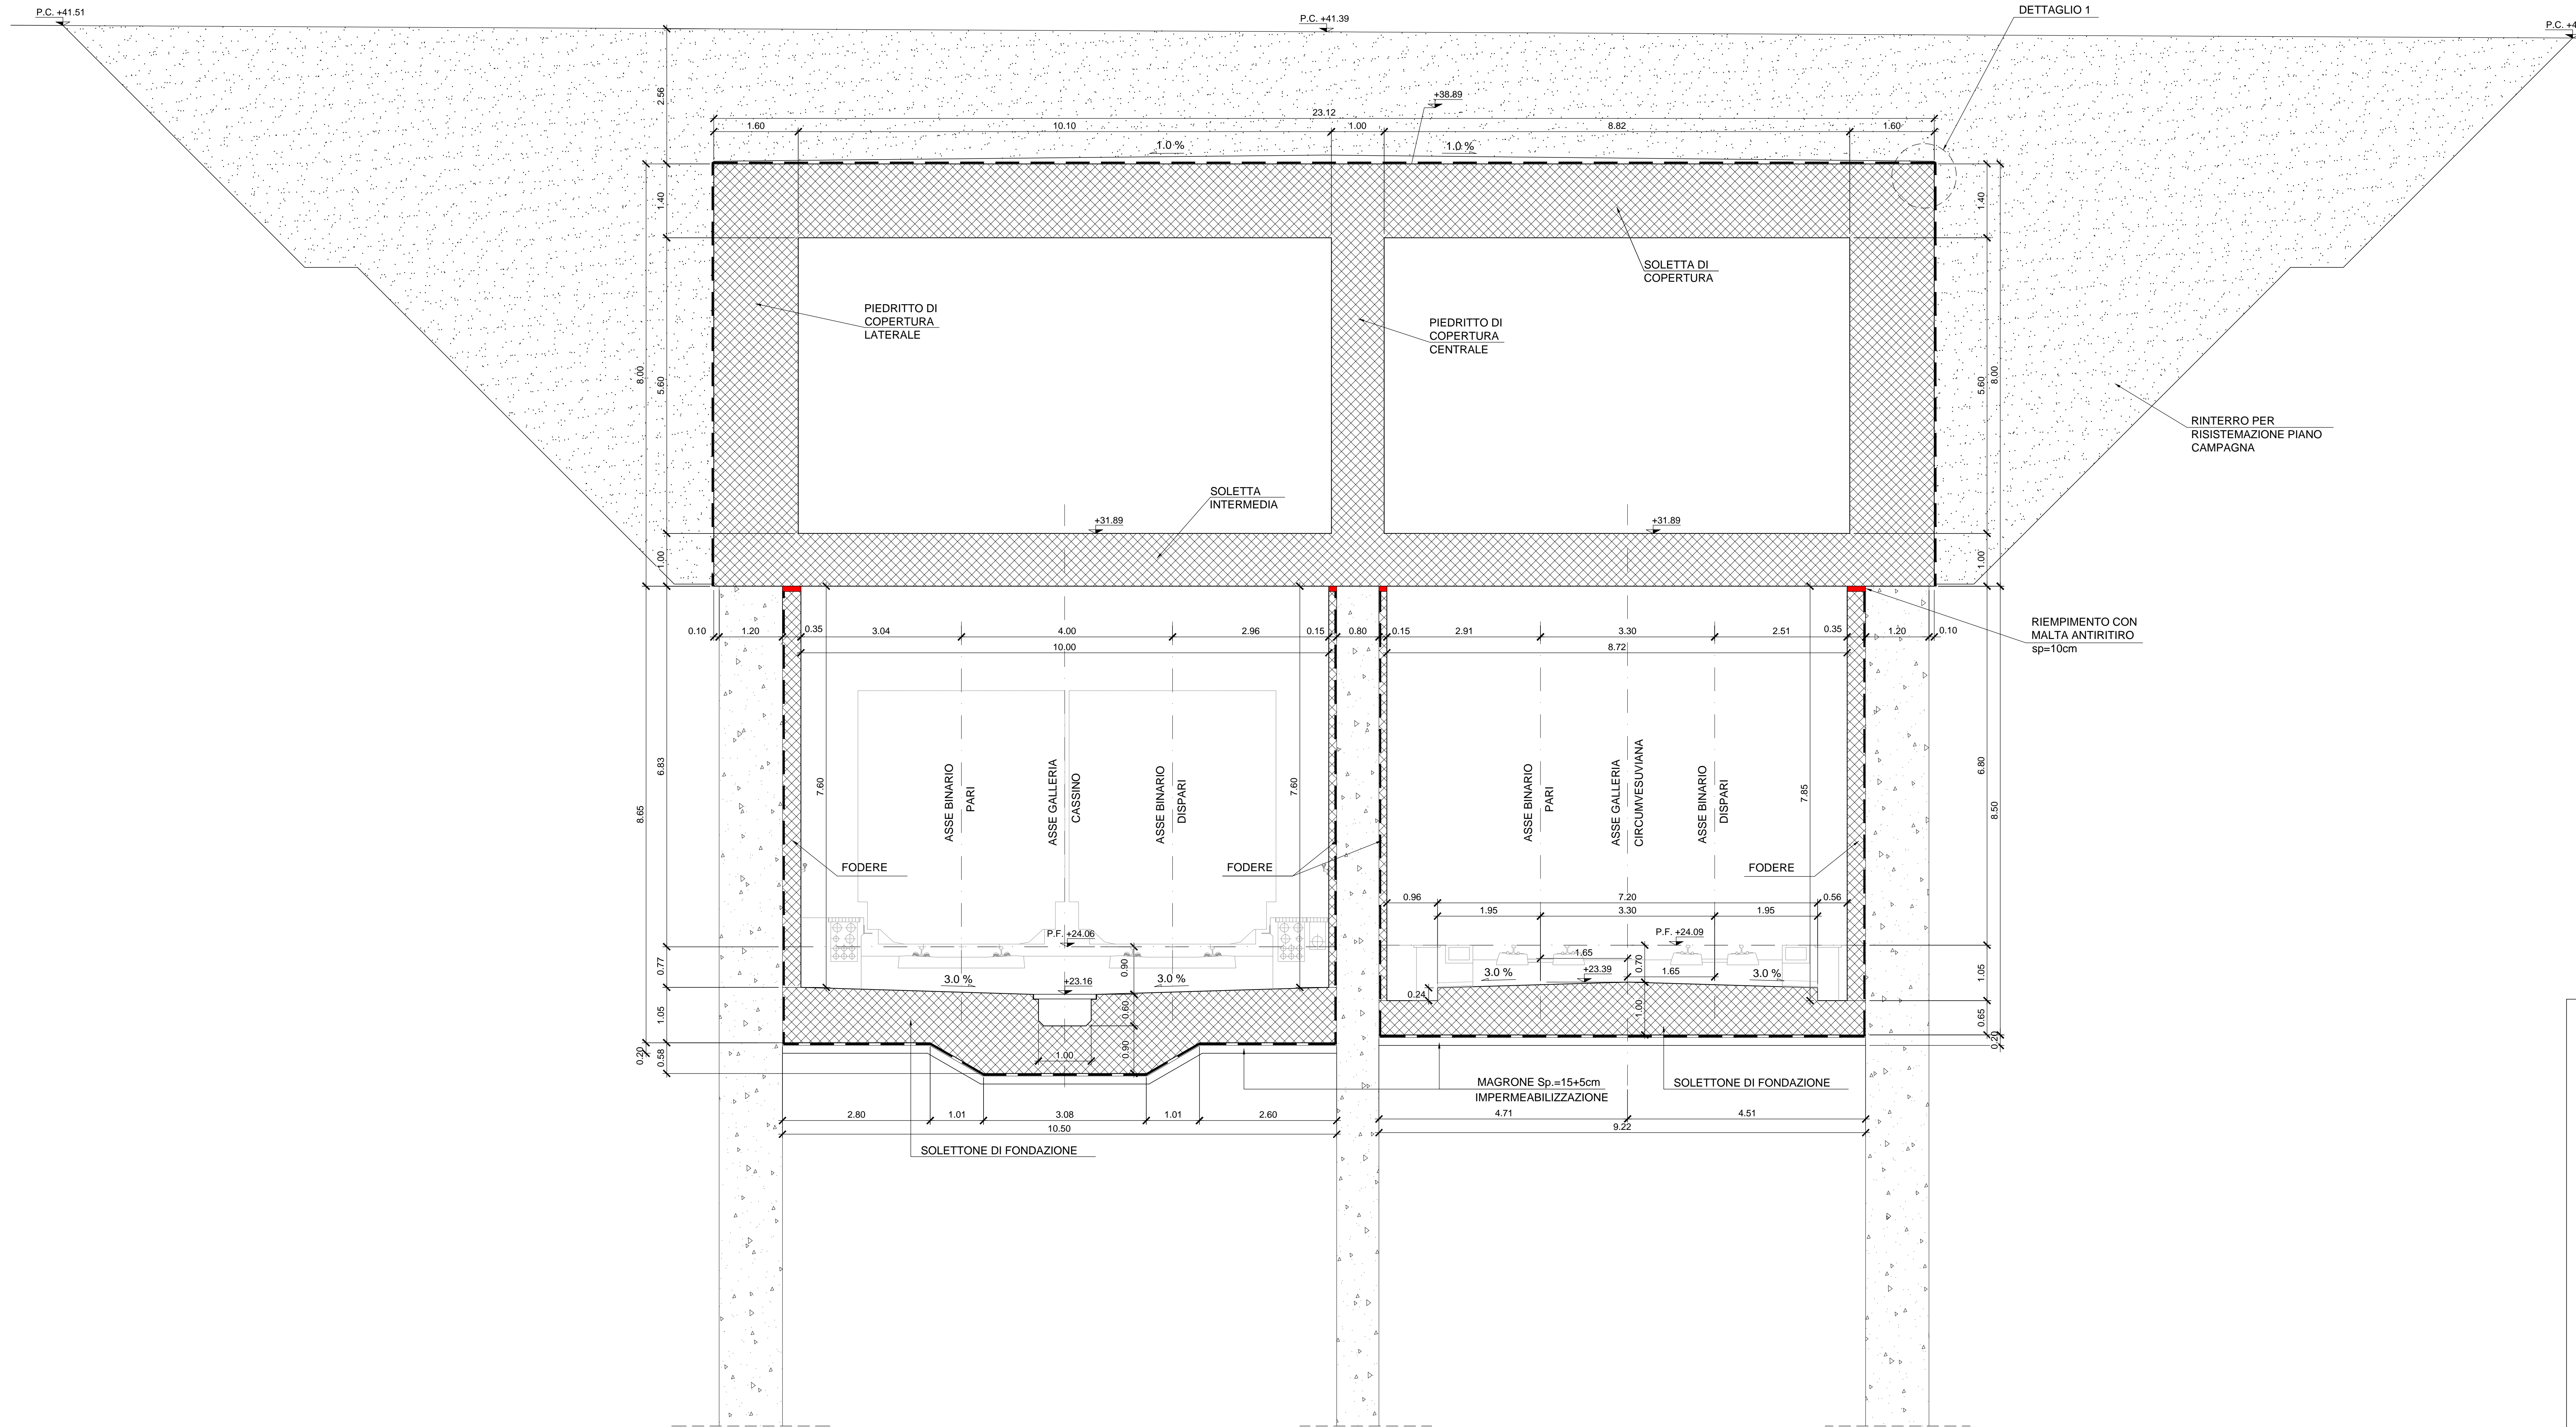 P.C. +41.51
P.C. +41.39
DETTAGLIO 1
P.C. +4
2.56
+38.89
23.12
1.60
10.10
1.00
8.82
1.60
1.0 %
1.0 %
1.40
1.40
SOLETTA DI
COPERTURA
PIEDRITTO DI
COPERTURA
LATERALE
PIEDRITTO DI
COPERTURA
CENTRALE
8.00
5.60
5.60
8.00
RINTERRO PER
RISISTEMAZIONE PIANO
CAMPAGNA
SOLETTA
INTERMEDIA
+31.89
+31.89
1.00
1.00
RIEMPIMENTO CON
MALTA ANTIRITIRO
sp=10cm
0.10
1.20
0.35
3.04
4.00
2.96
0.15
0.80
0.15
2.91
3.30
2.51
0.35
1.20
0.10
10.00
8.72
8.65
6.83
7.60
ASSE BINARIO
PARI
ASSE GALLERIA
CASSINO
ASSE BINARIO
DISPARI
7.60
ASSE BINARIO
PARI
ASSE GALLERIA
CIRCUMVESUVIANA
ASSE BINARIO
DISPARI
7.85
6.80
8.50
FODERE
FODERE
FODERE
0.96
7.20
0.56
1.95
3.30
1.95
P.F. +24.06
P.F. +24.09
0.77
3.0 %
+23.16
0.90
3.0 %
3.0 %
1.65
+23.39
0.70
1.65
3.0 %
1.05
0.24
1.05
0.60
1.00
0.65
0.20
0.58
1.00
0.90
0.20
MAGRONE Sp.=15+5cm
IMPERMEABILIZZAZIONE
SOLETTONE DI FONDAZIONE
2.80
1.01
3.08
1.01
2.60
4.71
4.51
10.50
9.22
SOLETTONE DI FONDAZIONE